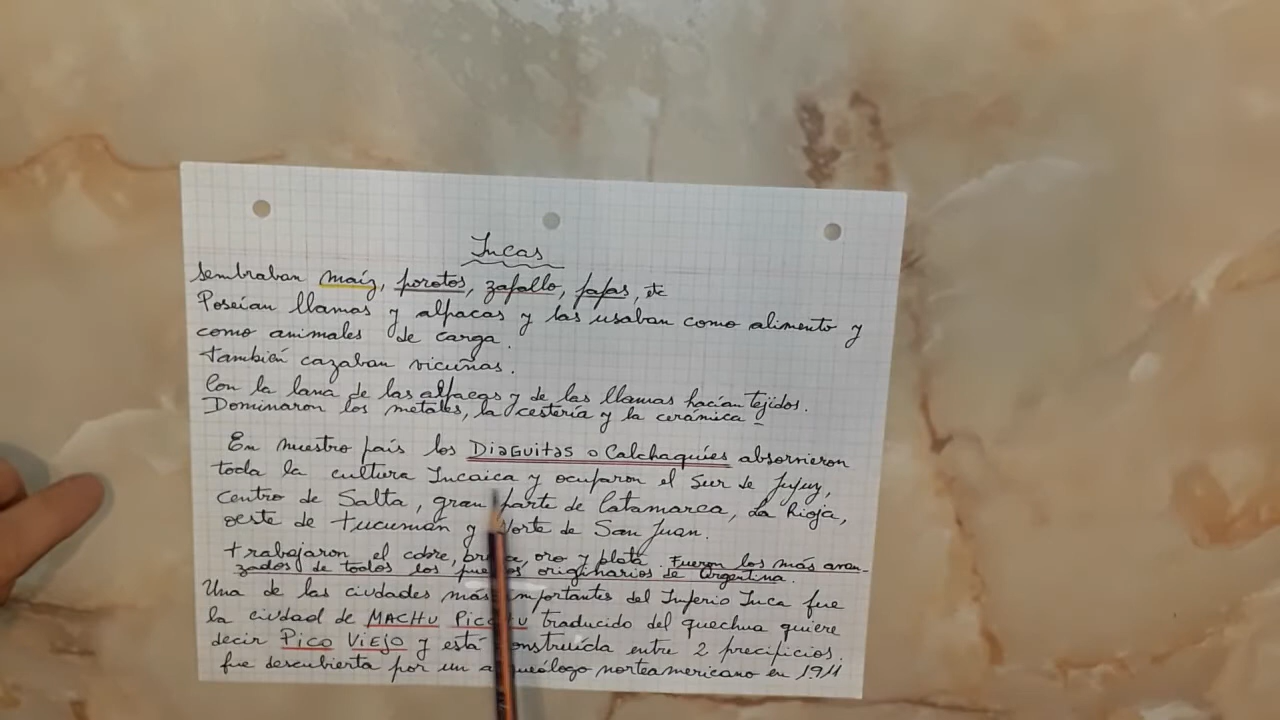 Incas
Sembraban maíz, porotos, zapallo, papas, etc
Poseían llamas y alpacas y las usaban como alimento y
como animales de carga.
También cazaban vicuñas.
Con la lana de las alpacas y de las llamas hacían tejidos.
Dominaron los metales, la cestería y la cerámica
En nuestro país los Diaguitas o Calchaquíes absorvieron
toda la cultura Incaica y ocuparon el Sur de Jujuy,
Centro de Salta, gran parte de Catamarca, La Rioja,
oeste de Tucumán y Norte de San Juan.
Trabajaron el cobre, oro y plata. Fueron los más avan-
zados de todos los originarios de Argentina.
Una de las ciudades más importantes del Imperio Inca fue
la ciudad de MACHU PICCHU traducido del quechua quiere
decir PICO VIEJO y está construida entre 2 precipicios,
fue descubierta por un arqueólogo norteamericano en 1911